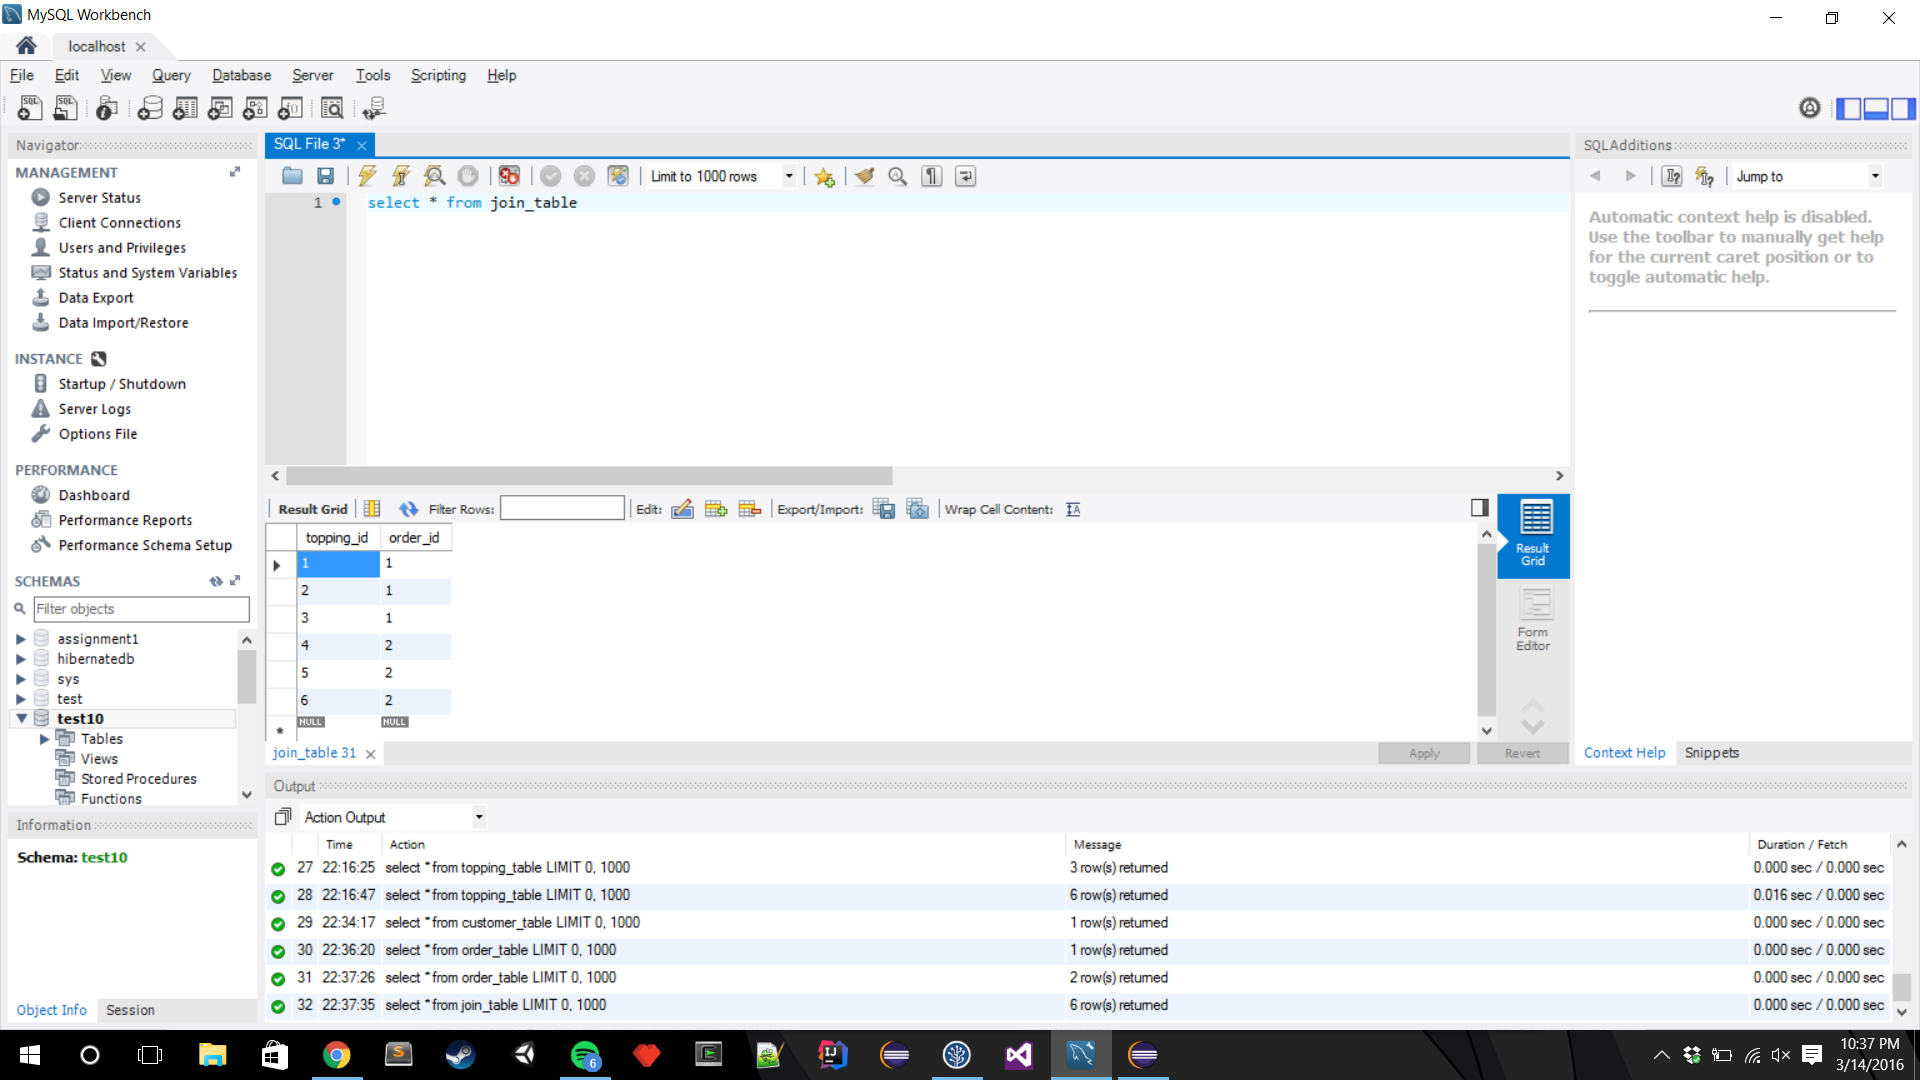 MySQL Workbench
localhost
File Edit View Query Database Server Tools Scripting Help
Navigator
MANAGEMENT
Server Status
Client Connections
Users and Privileges
Status and System Variables
Data Export
Data Import/Restore
INSTANCE
Startup / Shutdown
Server Logs
Options File
PERFORMANCE
Dashboard
Performance Reports
Performance Schema Setup
SCHEMAS
Filter objects
assignment1
hibernatedb
sys
test
test10
Tables
Views
Stored Procedures
Functions
Information
Schema: test10
Object Info Session
SQL File 3*
Limit to 1000 rows
1 select * from join_table
Result Grid Filter Rows: Edit: Export/Import: Wrap Cell Content:
topping_id order_id
1 1
2 1
3 1
4 2
5 2
6 2
NULL NULL
join_table 31
Apply Revert
Result Grid
Form Editor
SQLAdditions
Jump to
Automatic context help is disabled.
Use the toolbar to manually get help
for the current caret position or to
toggle automatic help.
Context Help Snippets
Output
Action Output
Time Action Message Duration / Fetch
27 22:16:25 select * from topping_table LIMIT 0, 1000 3 row(s) returned 0.000 sec / 0.000 sec
28 22:16:47 select * from topping_table LIMIT 0, 1000 6 row(s) returned 0.016 sec / 0.000 sec
29 22:34:17 select * from customer_table LIMIT 0, 1000 1 row(s) returned 0.000 sec / 0.000 sec
30 22:36:20 select * from order_table LIMIT 0, 1000 1 row(s) returned 0.000 sec / 0.000 sec
31 22:37:26 select * from order_table LIMIT 0, 1000 2 row(s) returned 0.000 sec / 0.000 sec
32 22:37:35 select * from join_table LIMIT 0, 1000 6 row(s) returned 0.000 sec / 0.000 sec
6
10:37 PM
3/14/2016